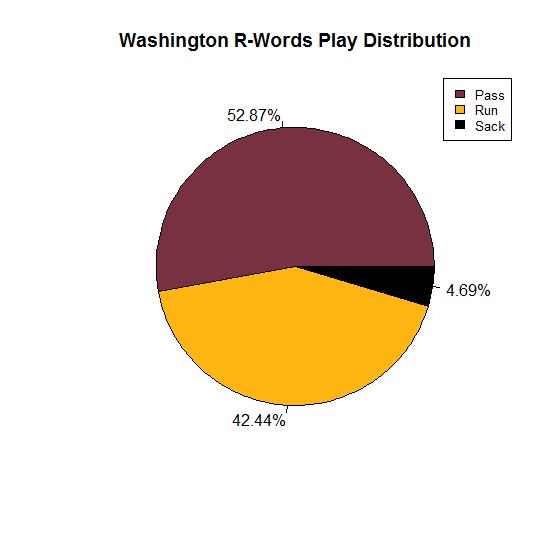 Washington R-Words Play Distribution
Pass
Run
Sack
52.87%
4.69%
42.44%